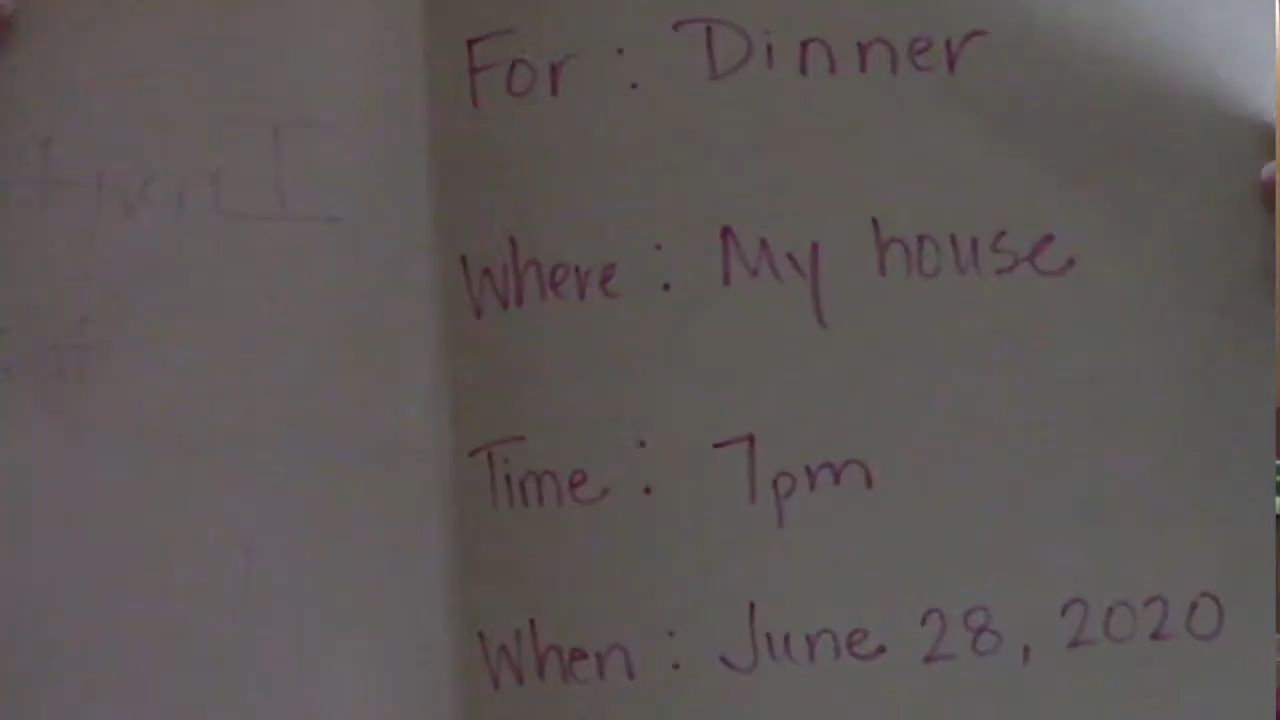 For : Dinner
Where : My house
Time : 7pm
When : June 28, 2020